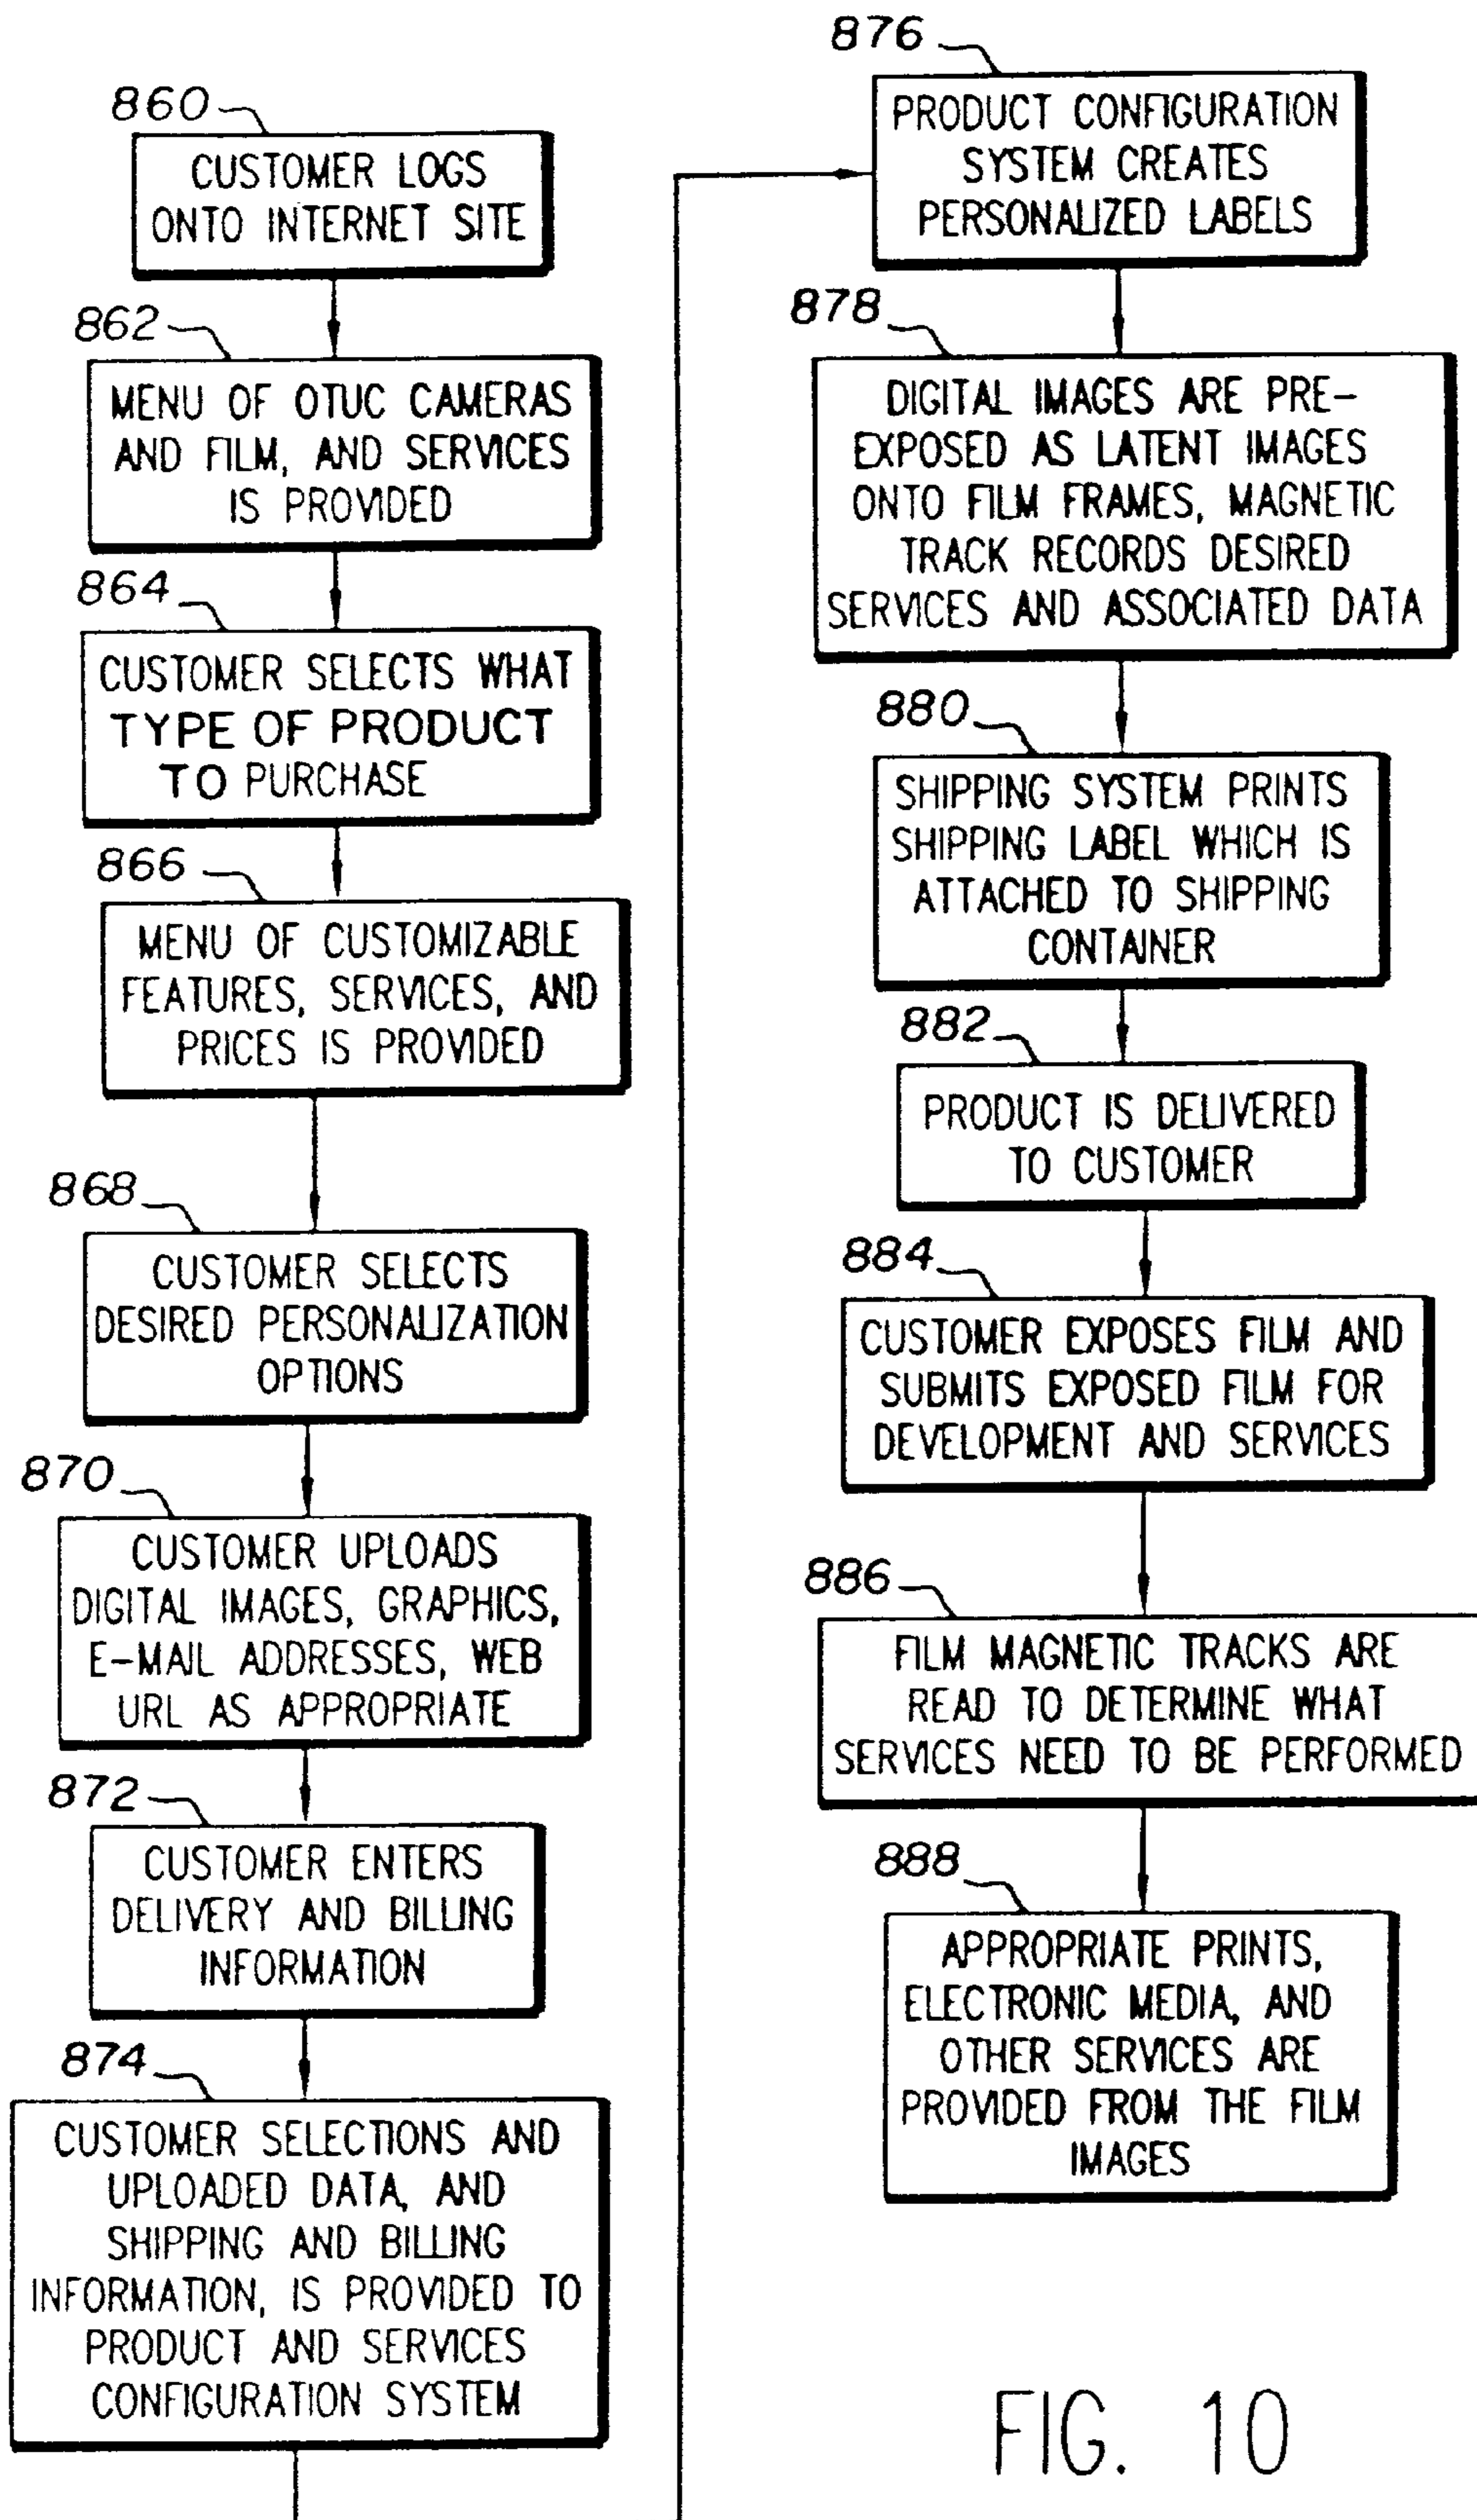 860
CUSTOMER LOGS
ONTO INTERNET SITE
862
MENU OF OTUC CAMERAS
AND FILM, AND SERVICES
IS PROVIDED
864
CUSTOMER SELECTS WHAT
TYPE OF PRODUCT
TO PURCHASE
866
MENU OF CUSTOMIZABLE
FEATURES, SERVICES, AND
PRICES IS PROVIDED
868
CUSTOMER SELECTS
DESIRED PERSONALIZATION
OPTIONS
870
CUSTOMER UPLOADS
DIGITAL IMAGES, GRAPHICS,
E-MAIL ADDRESSES, WEB
URL AS APPROPRIATE
872
CUSTOMER ENTERS
DELIVERY AND BILLING
INFORMATION
874
CUSTOMER SELECTIONS AND
UPLOADED DATA, AND
SHIPPING AND BILLING
INFORMATION, IS PROVIDED TO
PRODUCT AND SERVICES
CONFIGURATION SYSTEM
876
PRODUCT CONFIGURATION
SYSTEM CREATES
PERSONALIZED LABELS
878
DIGITAL IMAGES ARE PRE-
EXPOSED AS LATENT IMAGES
ONTO FILM FRAMES, MAGNETIC
TRACK RECORDS DESIRED
SERVICES AND ASSOCIATED DATA
880
SHIPPING SYSTEM PRINTS
SHIPPING LABEL WHICH IS
ATTACHED TO SHIPPING
CONTAINER
882
PRODUCT IS DELIVERED
TO CUSTOMER
884
CUSTOMER EXPOSES FILM AND
SUBMITS EXPOSED FILM FOR
DEVELOPMENT AND SERVICES
886
FILM MAGNETIC TRACKS ARE
READ TO DETERMINE WHAT
SERVICES NEED TO BE PERFORMED
888
APPROPRIATE PRINTS,
ELECTRONIC MEDIA, AND
OTHER SERVICES ARE
PROVIDED FROM THE FILM
IMAGES
FIG. 10